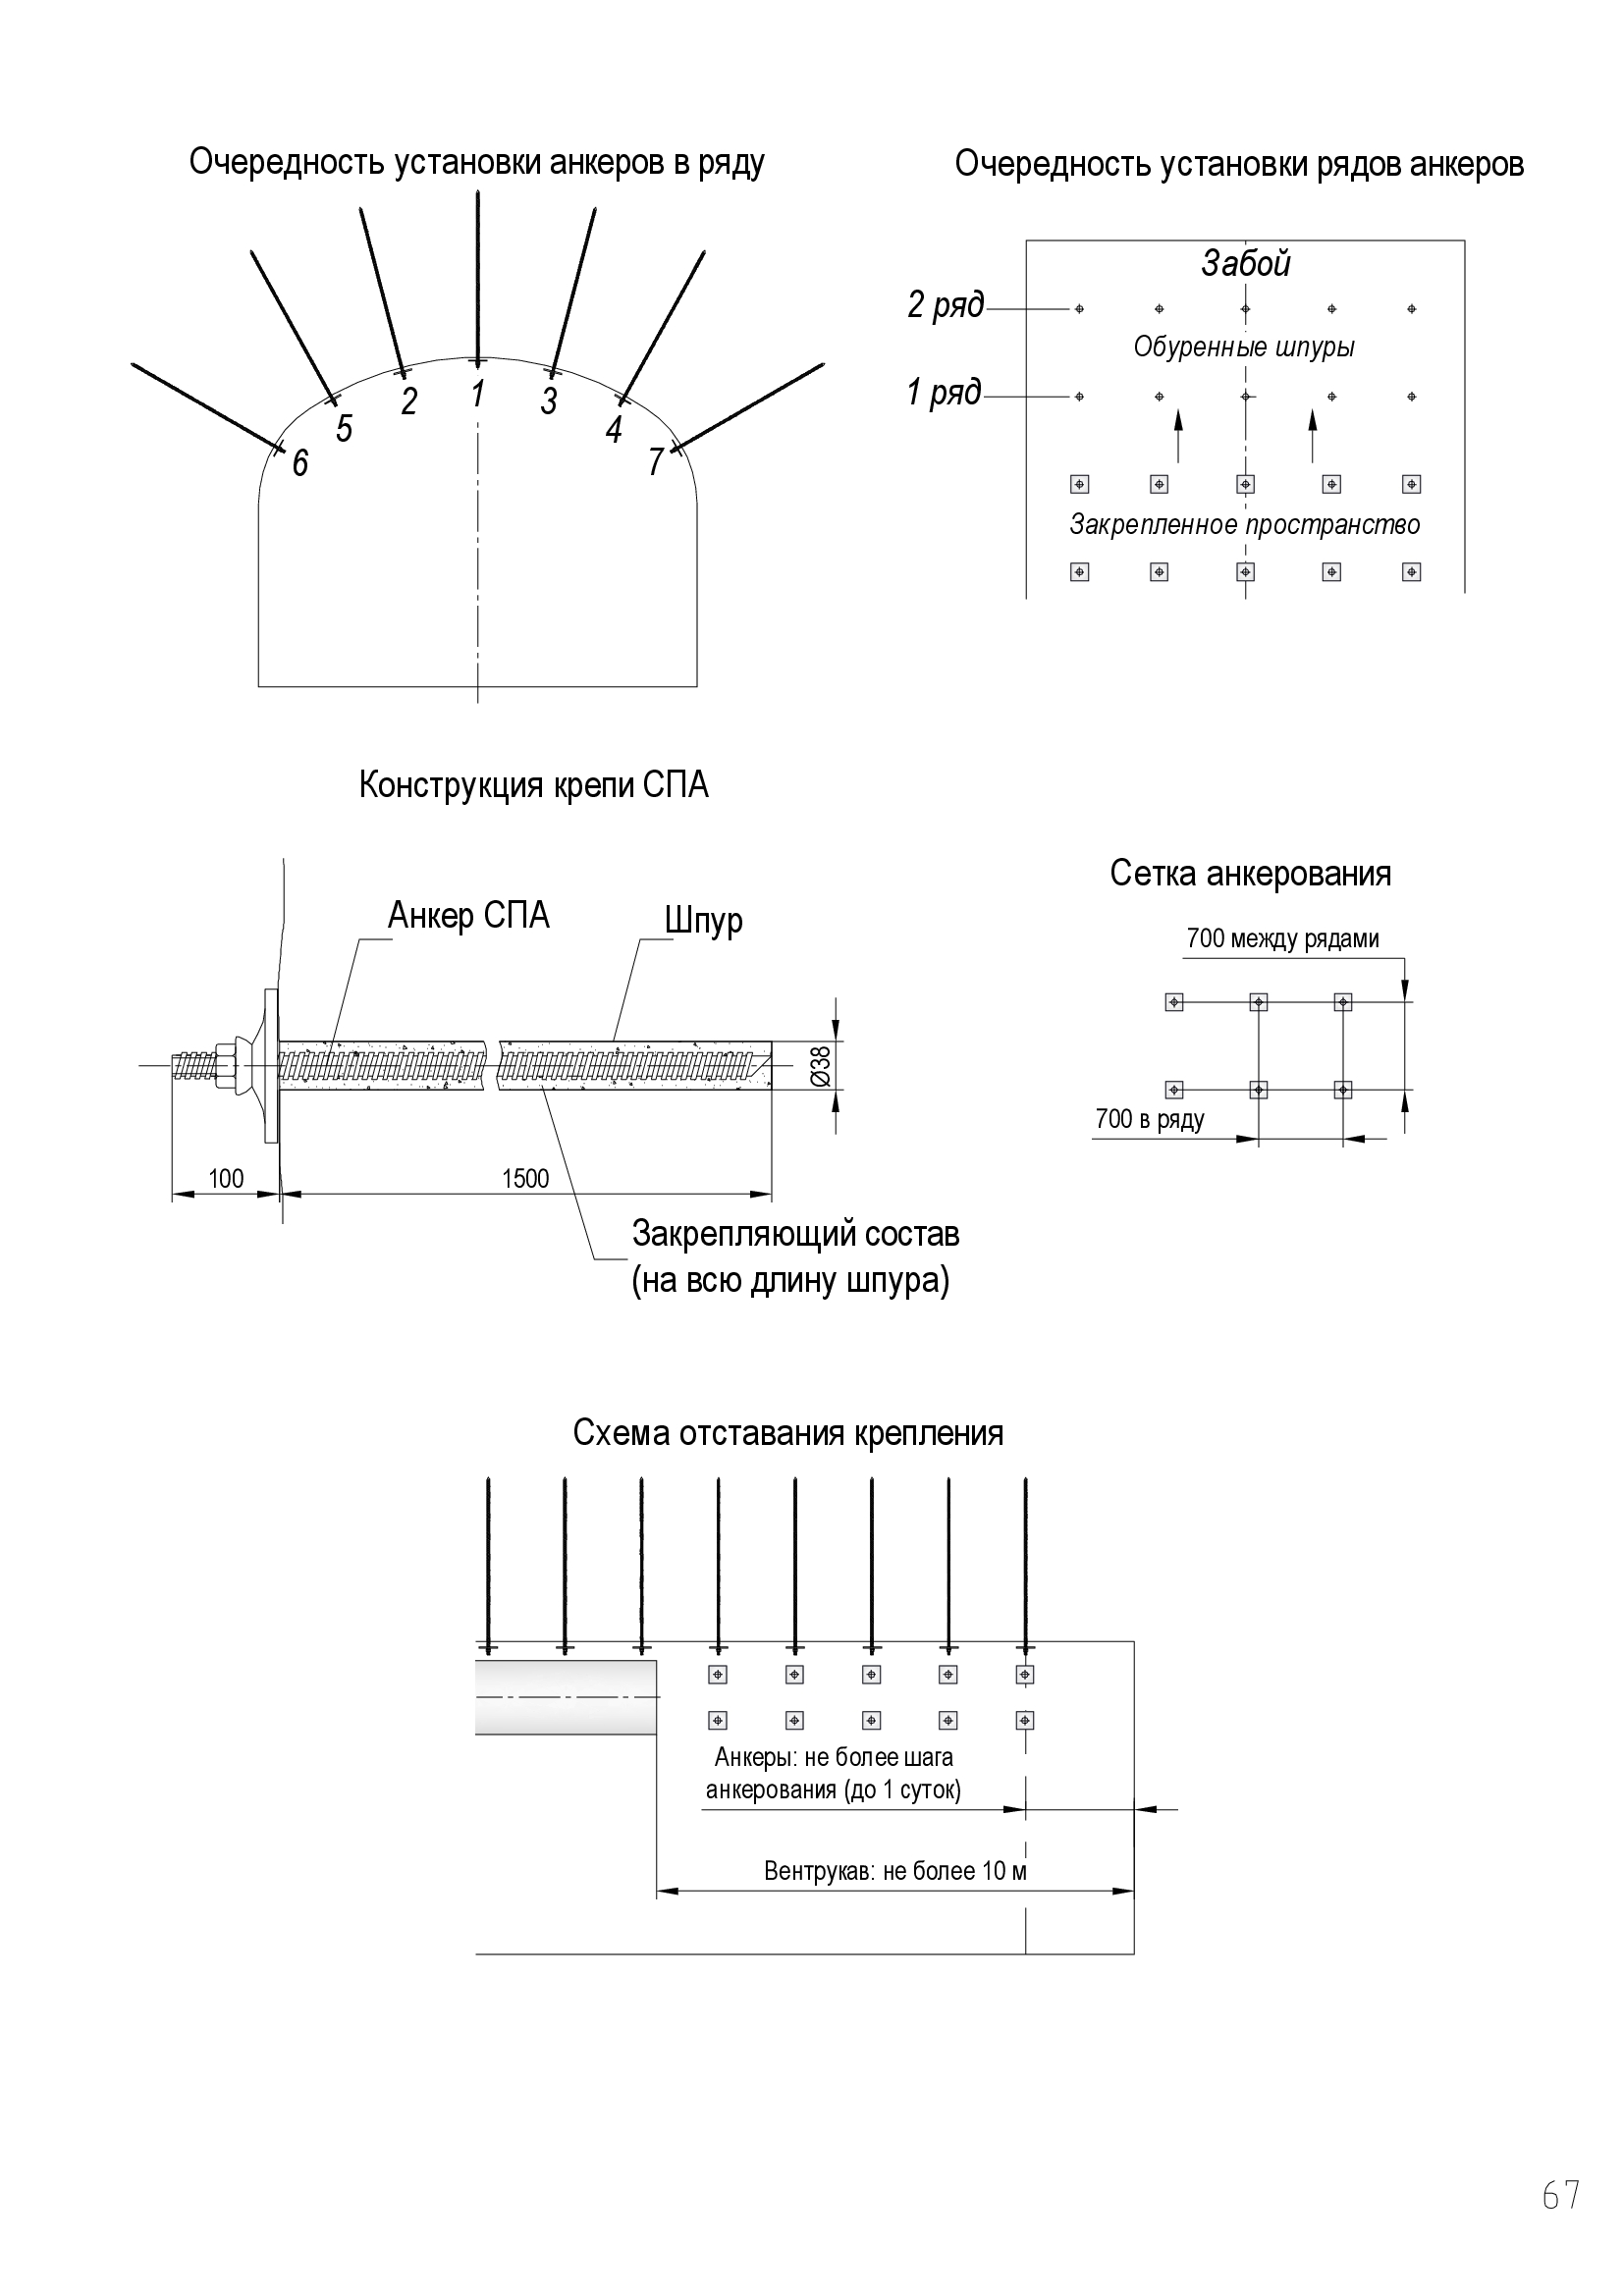 Очередность установки анкеров в ряду
1
2
3
5
4
6
7
Очередность установки рядов анкеров
Забой
2 ряд
Обуренные шпуры
1 ряд
Закрепленное пространство
Конструкция крепи СПА
Анкер СПА
Шпур
Ø38
100
1500
Закрепляющий состав
(на всю длину шпура)
Сетка анкерования
700 между рядами
700 в ряду
Схема отставания крепления
Анкеры: не более шага
анкерования (до 1 суток)
Вентрукав: не более 10 м
67